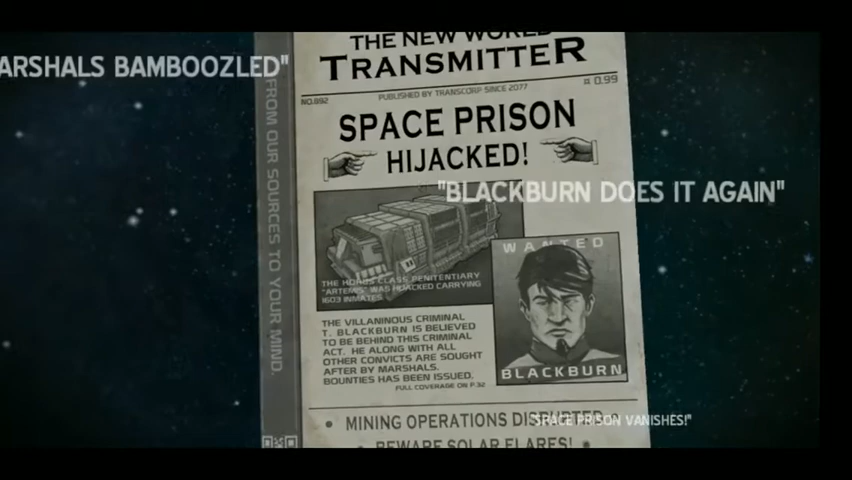 THE NEW WORLD
TRANSMITTER
ARSHALS BAMBOOZLED"
NO.892
PUBLISHED BY TRANSCORP SINCE 2077
¤ 0.99
FROM OUR SOURCES TO YOUR MIND.
SPACE PRISON
HIJACKED!
"BLACKBURN DOES IT AGAIN"
THE HORUS CLASS PENITENTIARY
"ARTEMIS" WAS HIJACKED CARRYING
1603 INMATES
WANTED
BLACKBURN
THE VILLAINOUS CRIMINAL
T. BLACKBURN IS BELIEVED
TO BE BEHIND THIS CRIMINAL
ACT. HE ALONG WITH ALL
OTHER CONVICTS ARE SOUGHT
AFTER BY MARSHALS.
BOUNTIES HAS BEEN ISSUED.
FULL COVERAGE ON P.32
• MINING OPERATIONS DISRUPTED •
"SPACE PRISON VANISHES!"
• BEWARE SOLAR FLARES! •